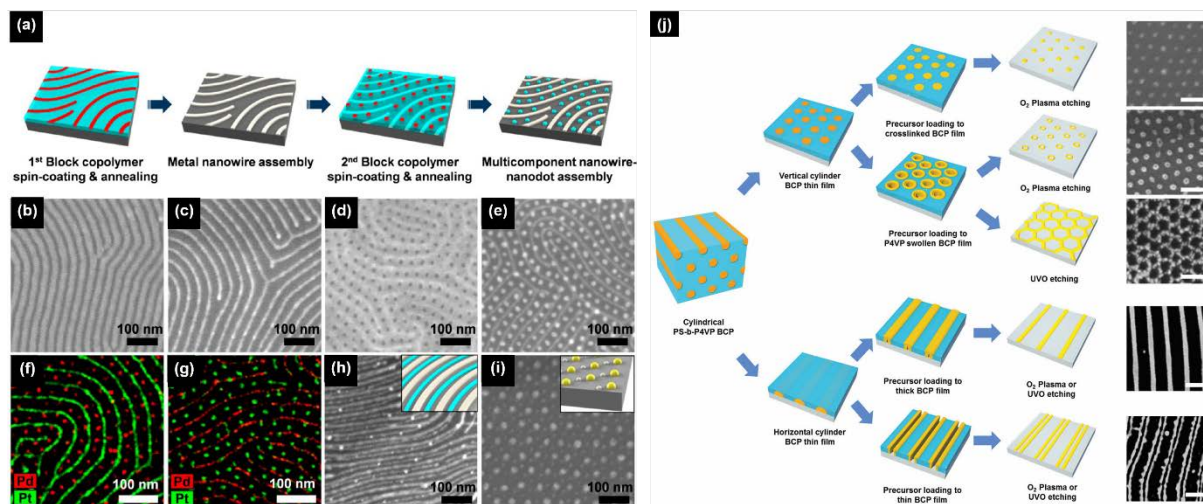 (a)
1st Block copolymer
spin-coating & annealing
Metal nanowire assembly
2nd Block copolymer
spin-coating & annealing
Multicomponent nanowire-
nanodot assembly
(b)
100 nm
(c)
100 nm
(d)
100 nm
(e)
100 nm
(f)
Pd
Pt
100 nm
(g)
Pd
Pt
100 nm
(h)
100 nm
(i)
100 nm
(j)
Cylindrical
PS-b-P4VP BCP
Vertical cylinder
BCP thin film
Precursor loading to
crosslinked BCP film
O2 Plasma etching
Precursor loading to
P4VP swollen BCP film
O2 Plasma etching
UVO etching
Horizontal cylinder
BCP thin film
Precursor loading to
thick BCP film
O2 Plasma or
UVO etching
Precursor loading to
thin BCP film
O2 Plasma or
UVO etching